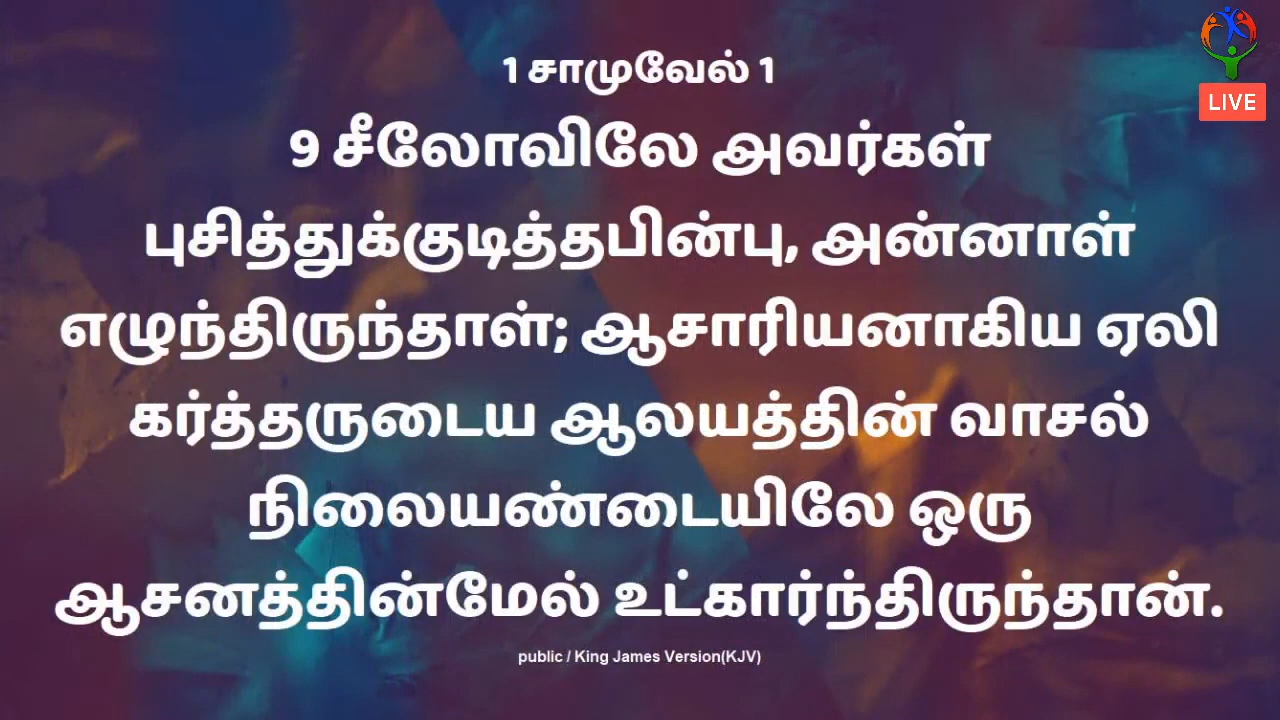 1 சாமுவேல் 1
LIVE
9 சீலோவிலே அவர்கள்
புசித்துக்குடித்தபின்பு, அன்னாள்
எழுந்திருந்தாள்; ஆசாரியனாகிய ஏலி
கர்த்தருடைய ஆலயத்தின் வாசல்
நிலையண்டையிலே ஒரு
ஆசனத்தின்மேல் உட்கார்ந்திருந்தான்.
public / King James Version(KJV)